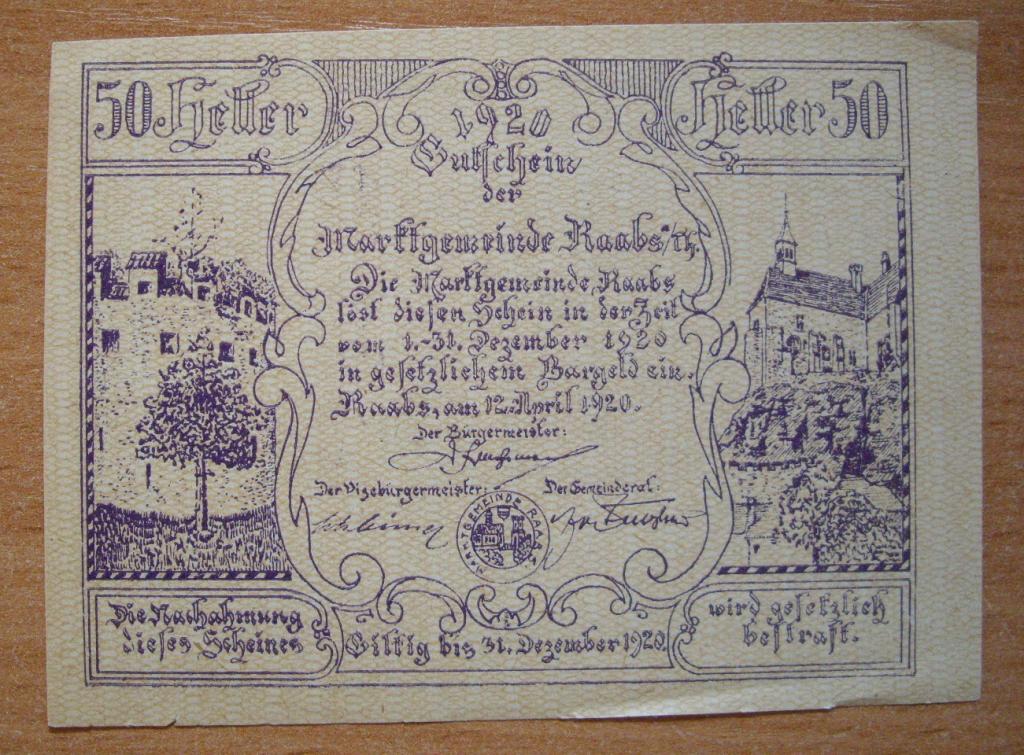 50 Heller
Heller 50
1920
Gutschein
der
Marktgemeinde Raabs a/Th.
Die Marktgemeinde Raabs
löst diesen Schein in der Zeit
vom 1.-31. Dezember 1920
in gesetzlichem Bargeld ein.
Raabs, am 12. April 1920.
Der Bürgermeister:
Der Vizebürgermeister:
Der Gemeinderat:
MARKTGEMEINDE RAABS
Die Nachahmung
dieses Scheines
Giltig bis 31. Dezember 1920.
wird gesetzlich
bestraft.